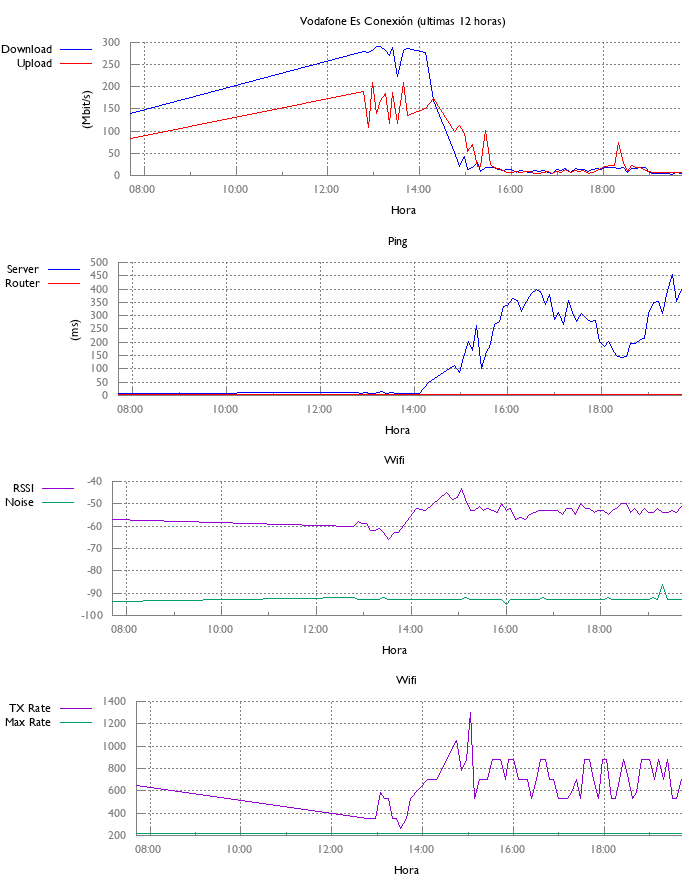 Vodafone Es Conexión (ultimas 12 horas)
Download
Upload
(Mbit/s)
300
250
200
150
100
50
0
08:00 10:00 12:00 14:00 16:00 18:00
Hora
Ping
Server
Router
(ms)
500
450
400
350
300
250
200
150
100
50
0
08:00 10:00 12:00 14:00 16:00 18:00
Hora
Wifi
RSSI
Noise
-40
-50
-60
-70
-80
-90
-100
08:00 10:00 12:00 14:00 16:00 18:00
Hora
Wifi
TX Rate
Max Rate
1400
1200
1000
800
600
400
200
08:00 10:00 12:00 14:00 16:00 18:00
Hora